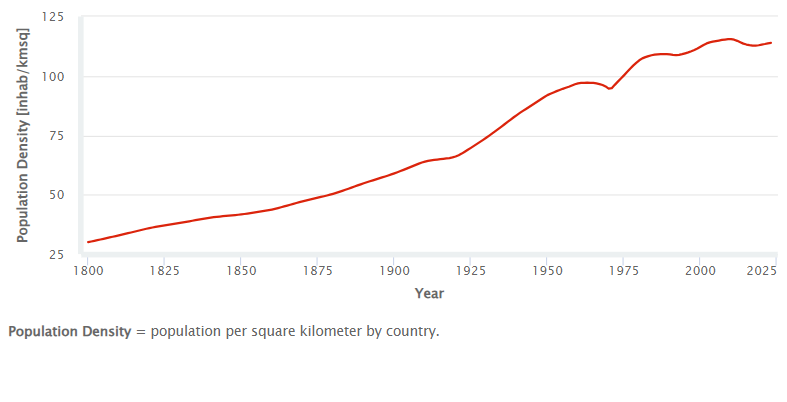 125
100
75
50
25
Population Density [inhab/kmsq]
1800 1825 1850 1875 1900 1925 1950 1975 2000 2025
Year
Population Density = population per square kilometer by country.